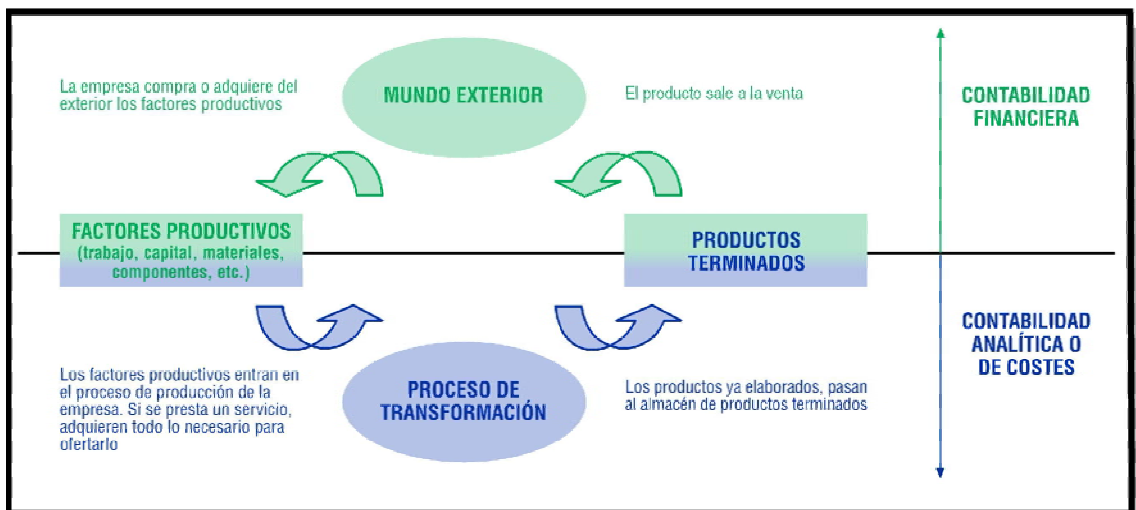 La empresa compra o adquiere del
exterior los factores productivos
MUNDO EXTERIOR
El producto sale a la venta
CONTABILIDAD
FINANCIERA
FACTORES PRODUCTIVOS
(trabajo, capital, materiales,
componentes, etc.)
PRODUCTOS
TERMINADOS
Los factores productivos entran en
el proceso de producción de la
empresa. Si se presta un servicio,
adquieren todo lo necesario para
ofertarlo
PROCESO DE
TRANSFORMACIÓN
Los productos ya elaborados, pasan
al almacén de productos terminados
CONTABILIDAD
ANALÍTICA O
DE COSTES